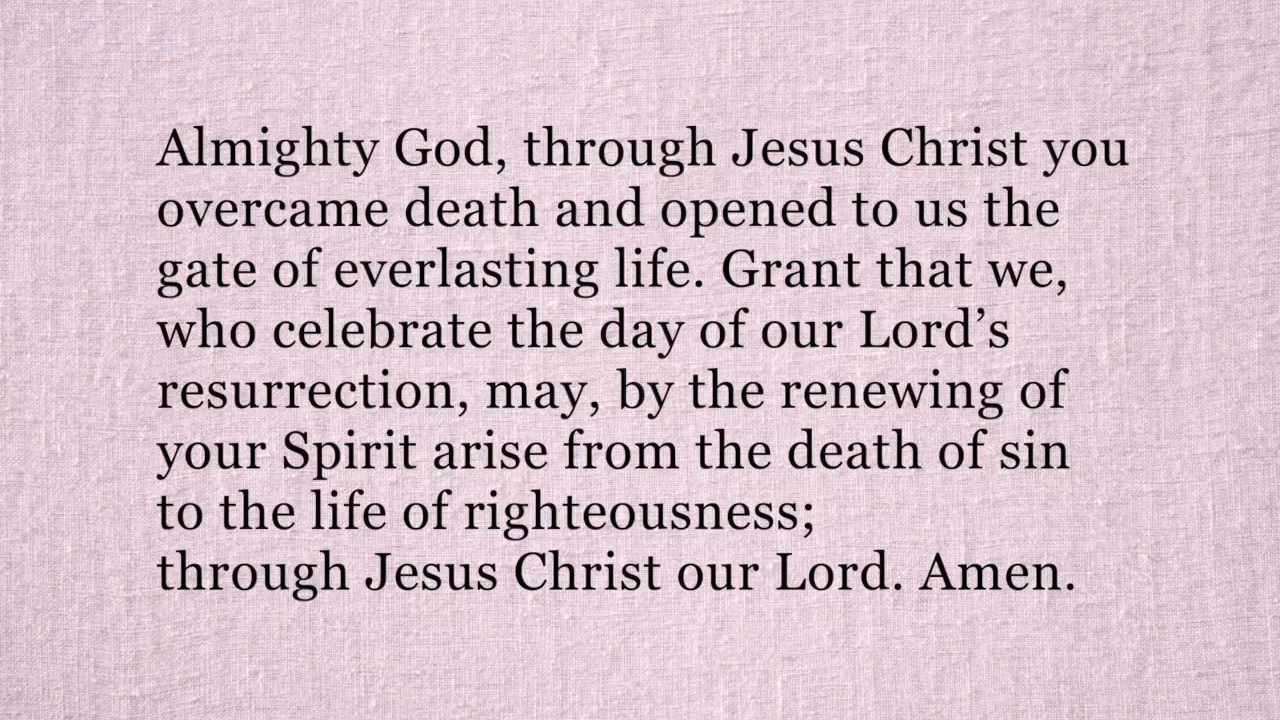 Almighty God, through Jesus Christ you
overcame death and opened to us the
gate of everlasting life. Grant that we,
who celebrate the day of our Lord’s
resurrection, may, by the renewing of
your Spirit arise from the death of sin
to the life of righteousness;
through Jesus Christ our Lord. Amen.